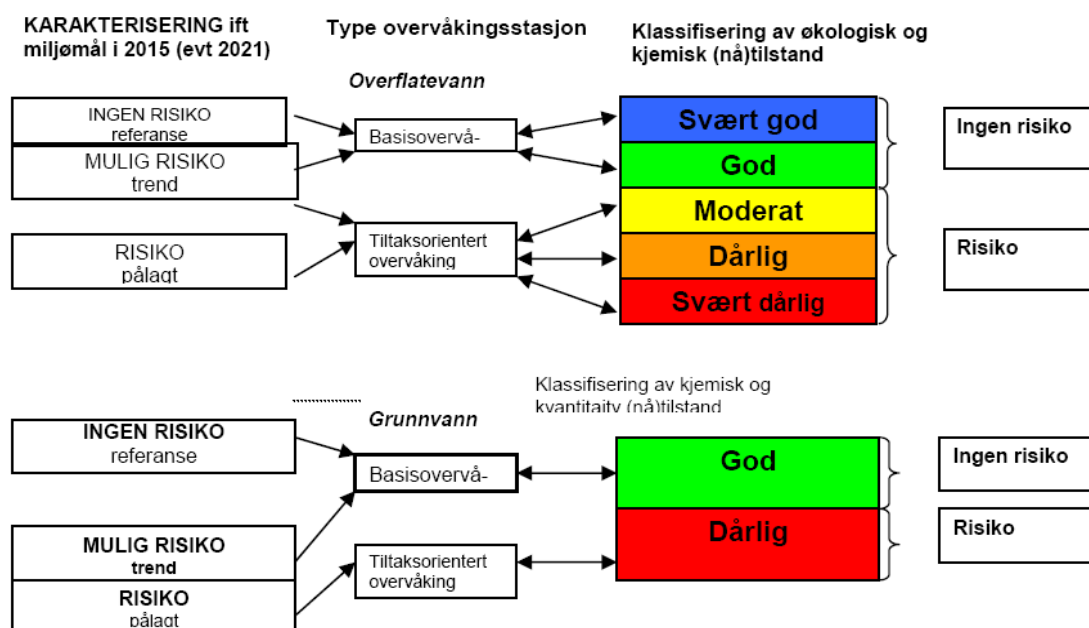 KARAKTERISERING ift
miljømål i 2015 (evt 2021)
Type overvåkingsstasjon
Klassifisering av økologisk og
kjemisk (nå)tilstand
Overflatevann
INGEN RISIKO
referanse
MULIG RISIKO
trend
RISIKO
pålagt
Basisovervå-
Tiltaksorientert
overvåking
Svært god
God
Moderat
Dårlig
Svært dårlig
Ingen risiko
Risiko
Klassifisering av kjemisk og
kvantitaitv (nå)tilstand
Grunnvann
INGEN RISIKO
referanse
MULIG RISIKO
trend
RISIKO
pålagt
Basisovervå-
Tiltaksorientert
overvåking
God
Dårlig
Ingen risiko
Risiko